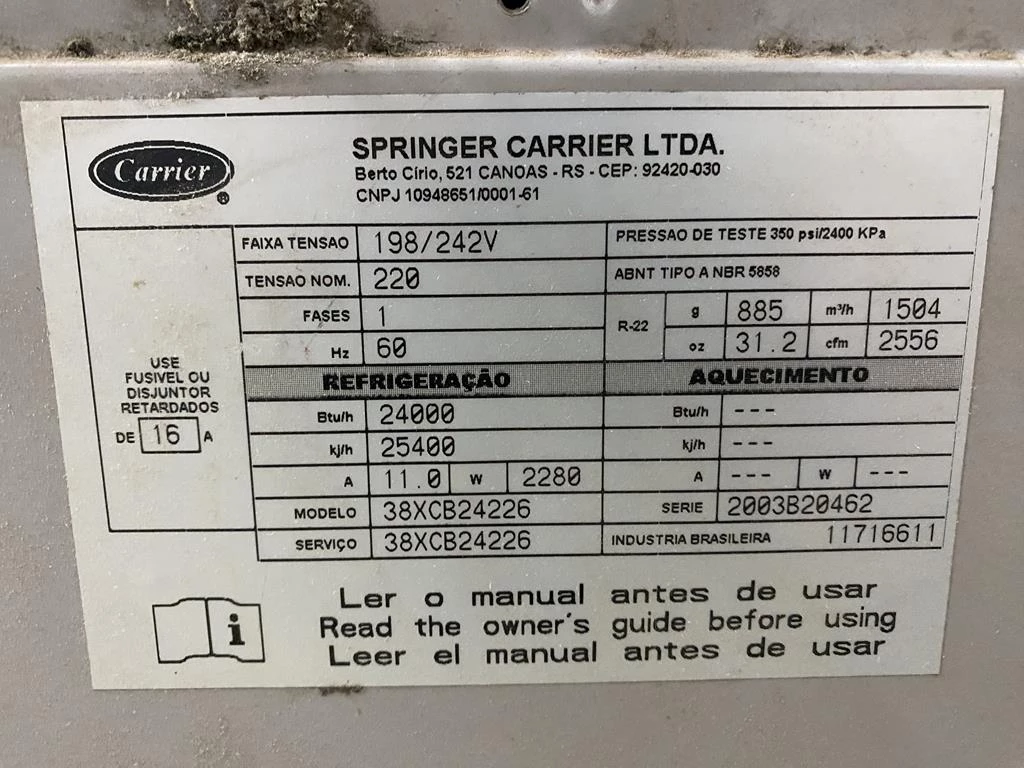 Carrier ®
SPRINGER CARRIER LTDA.
Berto Círio, 521 CANOAS - RS - CEP: 92420-030
CNPJ 10948651/0001-61
USE
FUSIVEL OU
DISJUNTOR
RETARDADOS
DE 16 A
FAIXA TENSAO 198/242V PRESSAO DE TESTE 350 psi/2400 KPa
TENSAO NOM. 220 ABNT TIPO A NBR 5858
FASES 1 R-22 g 885 m³/h 1504
Hz 60 oz 31.2 cfm 2556
REFRIGERAÇÃO AQUECIMENTO
Btu/h 24000 Btu/h ---
kj/h 25400 kj/h ---
A 11.0 W 2280 A --- W ---
MODELO 38XCB24226 SERIE 2003B20462
SERVIÇO 38XCB24226 INDUSTRIA BRASILEIRA 11716611
i
Ler o manual antes de usar
Read the owner's guide before using
Leer el manual antes de usar